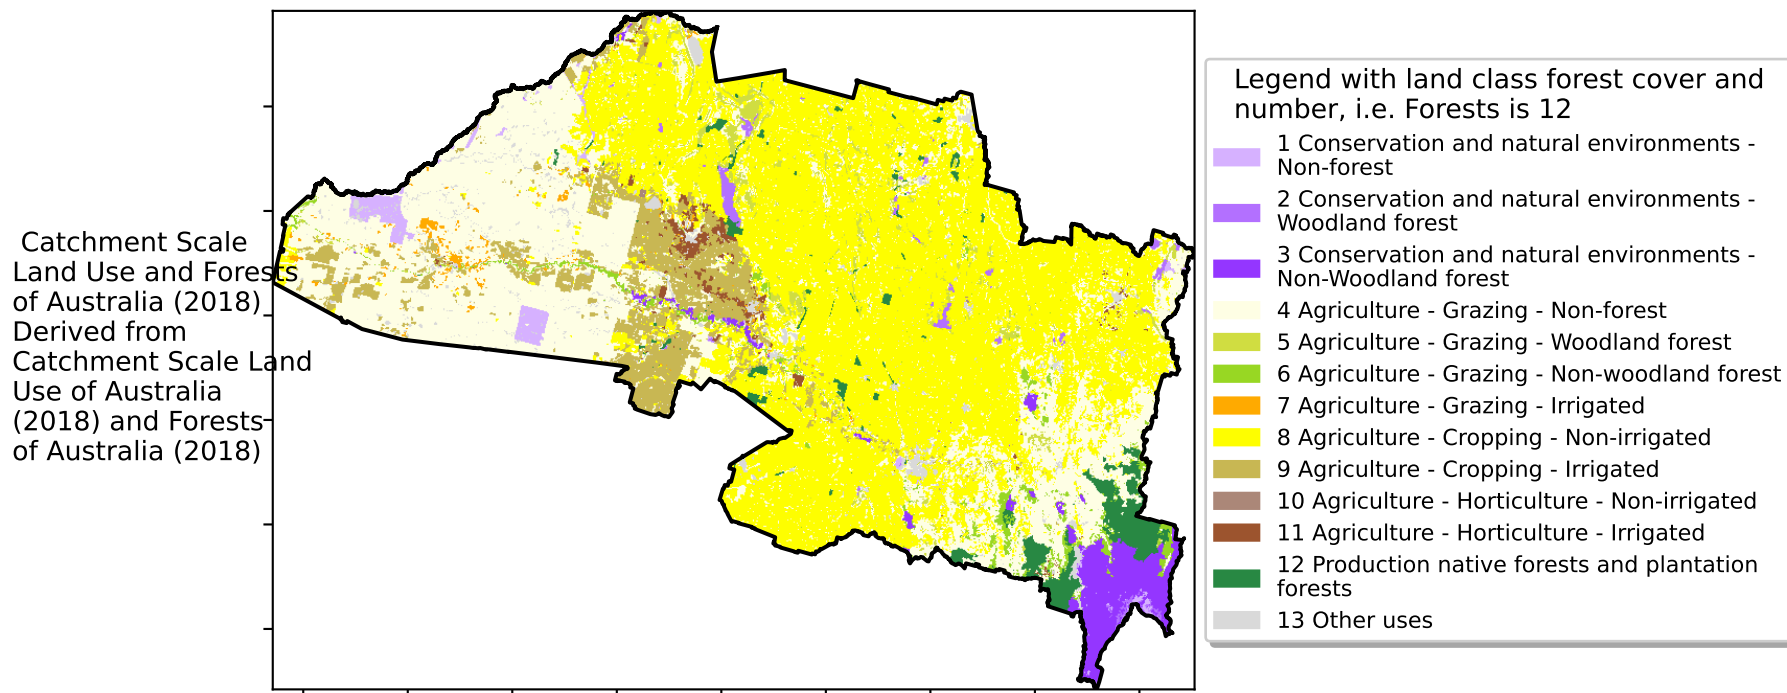 Catchment Scale
Land Use and Forests
of Australia (2018)
Derived from
Catchment Scale Land
Use of Australia
(2018) and Forests
of Australia (2018)
Legend with land class forest cover and
number, i.e. Forests is 12
1 Conservation and natural environments -
Non-forest
2 Conservation and natural environments -
Woodland forest
3 Conservation and natural environments -
Non-Woodland forest
4 Agriculture - Grazing - Non-forest
5 Agriculture - Grazing - Woodland forest
6 Agriculture - Grazing - Non-woodland forest
7 Agriculture - Grazing - Irrigated
8 Agriculture - Cropping - Non-irrigated
9 Agriculture - Cropping - Irrigated
10 Agriculture - Horticulture - Non-irrigated
11 Agriculture - Horticulture - Irrigated
12 Production native forests and plantation
forests
13 Other uses